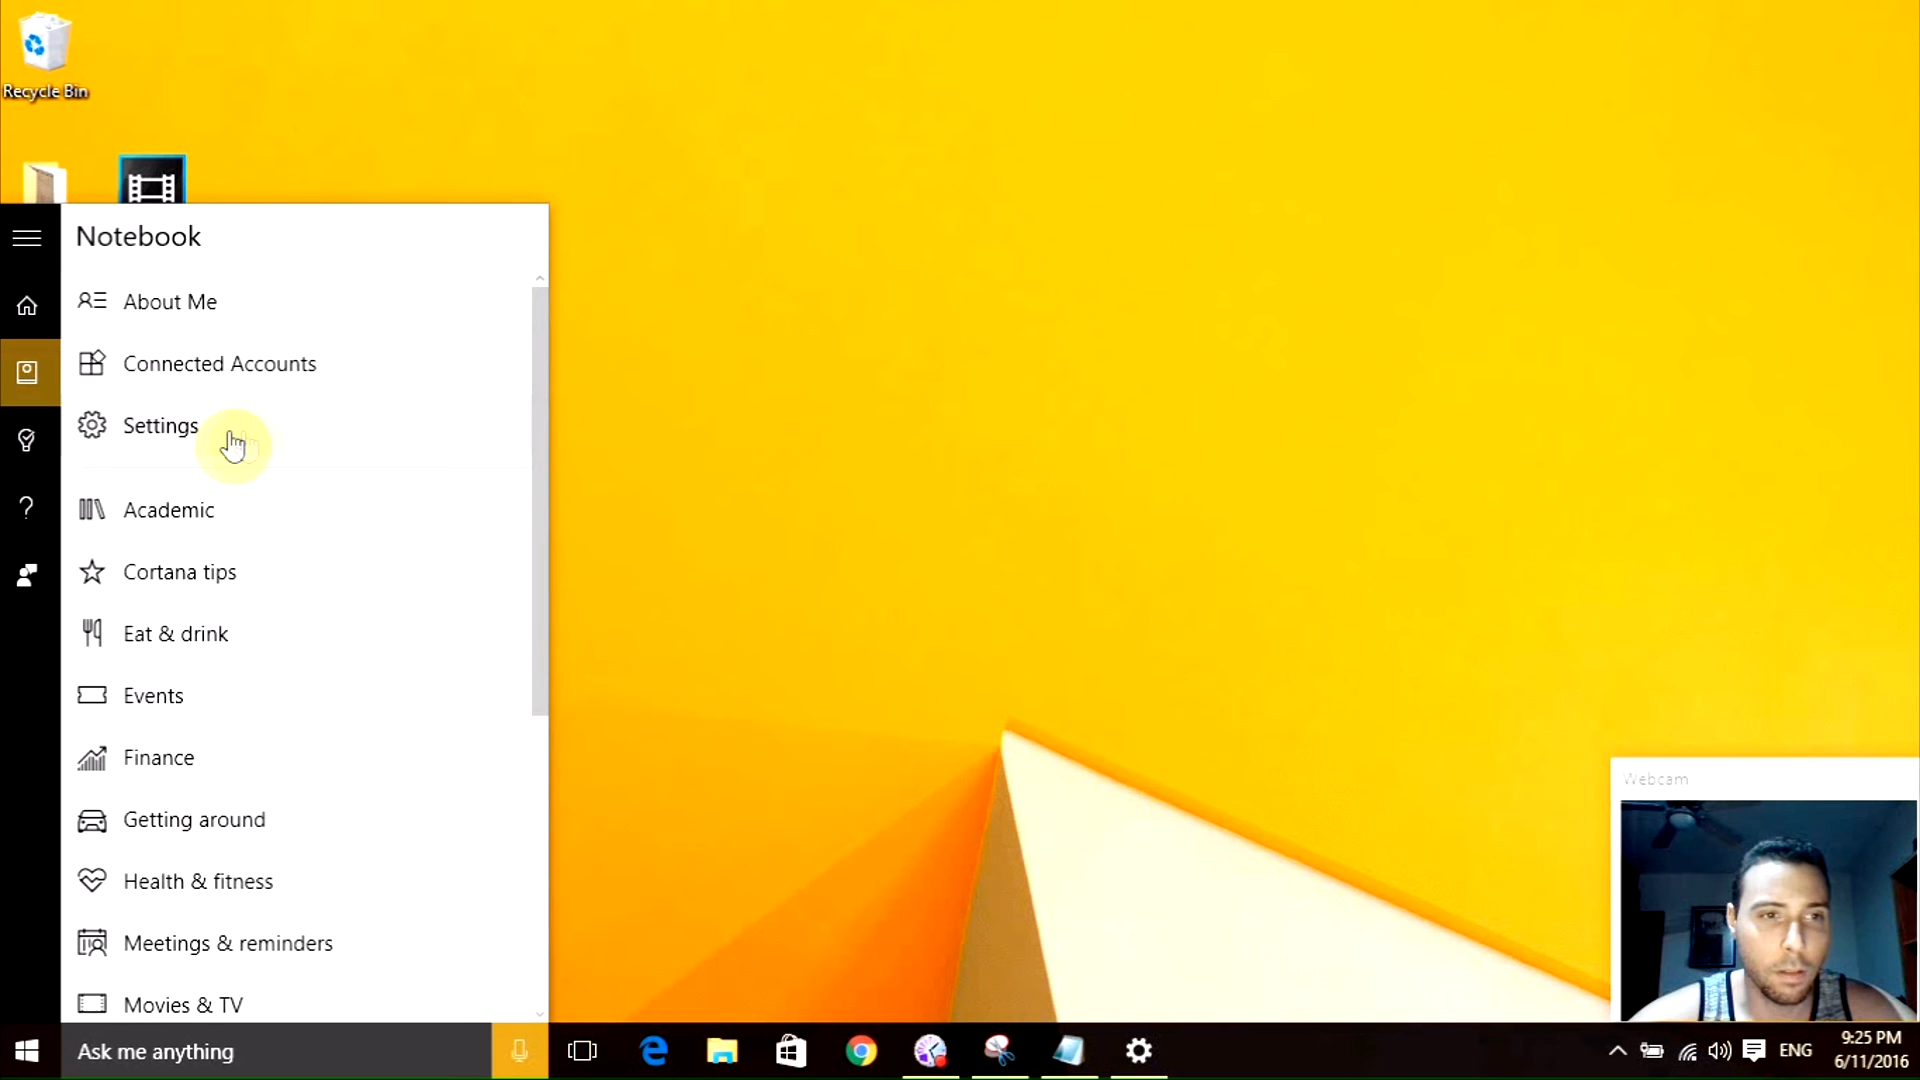 Recycle Bin
Notebook
About Me
Connected Accounts
Settings
Academic
Cortana tips
Eat & drink
Events
Finance
Getting around
Health & fitness
Meetings & reminders
Movies & TV
Webcam
Ask me anything
ENG
9:25 PM
6/11/2016